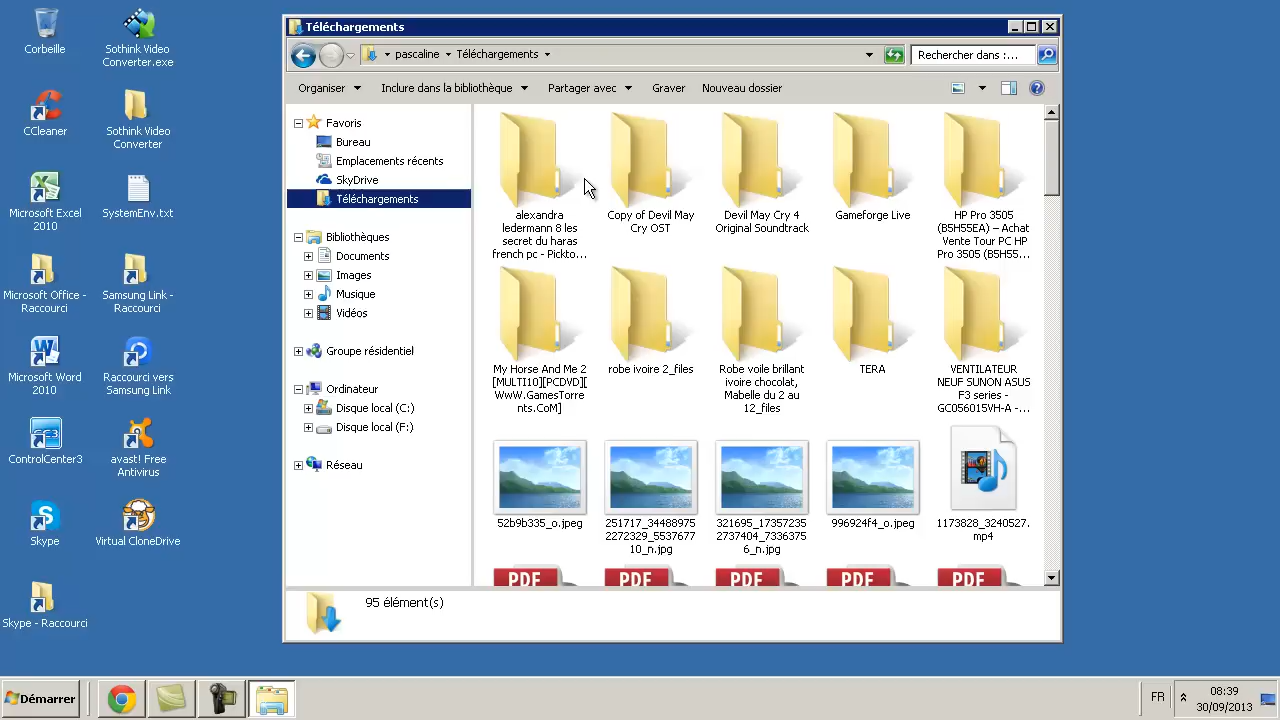 Corbeille
Sothink Video
Converter.exe
CCleaner
Sothink Video
Converter
Microsoft Excel
2010
SystemEnv.txt
Microsoft Office -
Raccourci
Samsung Link -
Raccourci
Microsoft Word
2010
Raccourci vers
Samsung Link
ControlCenter3
avast! Free
Antivirus
Skype
Virtual CloneDrive
Skype - Raccourci
Téléchargements
pascaline
Téléchargements
Rechercher dans :...
Organiser
Inclure dans la bibliothèque
Partager avec
Graver
Nouveau dossier
Favoris
Bureau
Emplacements récents
SkyDrive
Téléchargements
Bibliothèques
Documents
Images
Musique
Vidéos
Groupe résidentiel
Ordinateur
Disque local (C:)
Disque local (F:)
Réseau
alexandra
ledermann 8 les
secret du haras
french pc - Pickto...
Copy of Devil May
Cry OST
Devil May Cry 4
Original Soundtrack
Gameforge Live
HP Pro 3505
(B5H55EA) – Achat
Vente Tour PC HP
Pro 3505 (B5H55...
My Horse And Me 2
[MULTI10][PCDVD][
WwW.GamesTorre
nts.CoM]
robe ivoire 2_files
Robe voile brillant
ivoire chocolat,
Mabelle du 2 au
12_files
TERA
VENTILATEUR
NEUF SUNON ASUS
F3 series -
GC056015VH-A -...
52b9b335_o.jpeg
251717_34488975
2272329_5537677
10_n.jpg
321695_17357235
2737404_7336375
6_n.jpg
996924f4_o.jpeg
1173828_3240527.
mp4
PDF
PDF
PDF
PDF
PDF
95 élément(s)
Démarrer
FR
08:39
30/09/2013